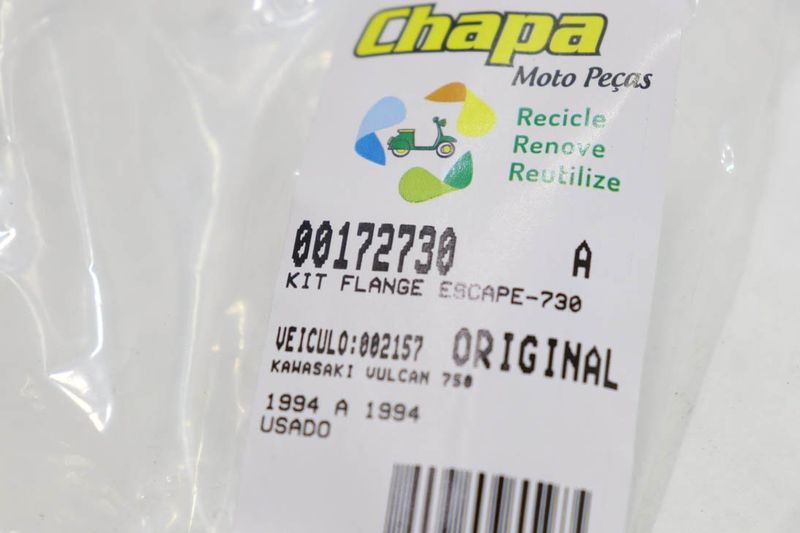 Chapa
Moto Peças
Recicle
Renove
Reutilize
00172730 A
KIT FLANGE ESCAPE-730
VEICULO:002157 ORIGINAL
KAWASAKI VULCAN 750
1994 A 1994
USADO